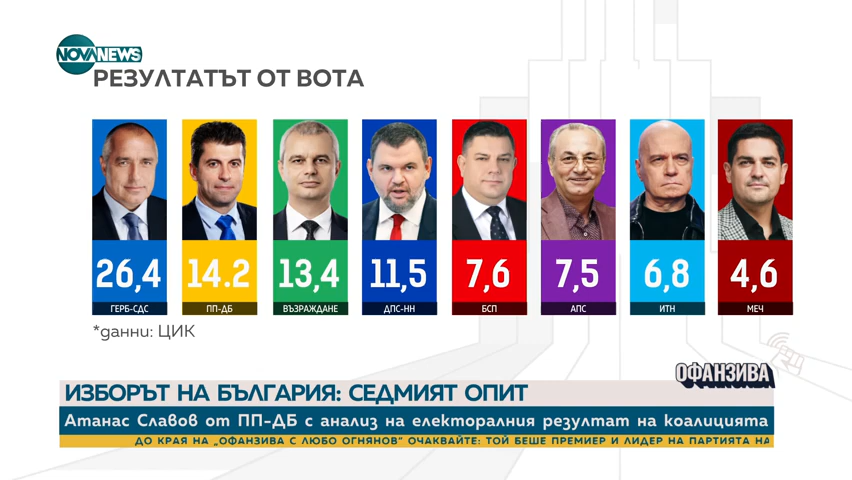 NOVANEWS
РЕЗУЛТАТЪТ ОТ ВОТА
26,4 14.2 13,4 11,5 7,6 7,5 6,8 4,6
ГЕРБ-СДС ПП-ДБ ВЪЗРАЖДАНЕ ДПС-НН БСП АПС ИТН МЕЧ
*данни: ЦИК
ОФАНЗИВА
ИЗБОРЪТ НА БЪЛГАРИЯ: СЕДМИЯТ ОПИТ
Атанас Славов от ПП-ДБ с анализ на електоралния резултат на коалицията
ДО КРАЯ НА „ОФАНЗИВА С ЛЮБО ОГНЯНОВ" ОЧАКВАЙТЕ: ТОЙ БЕШЕ ПРЕМИЕР И ЛИДЕР НА ПАРТИЯТА НА